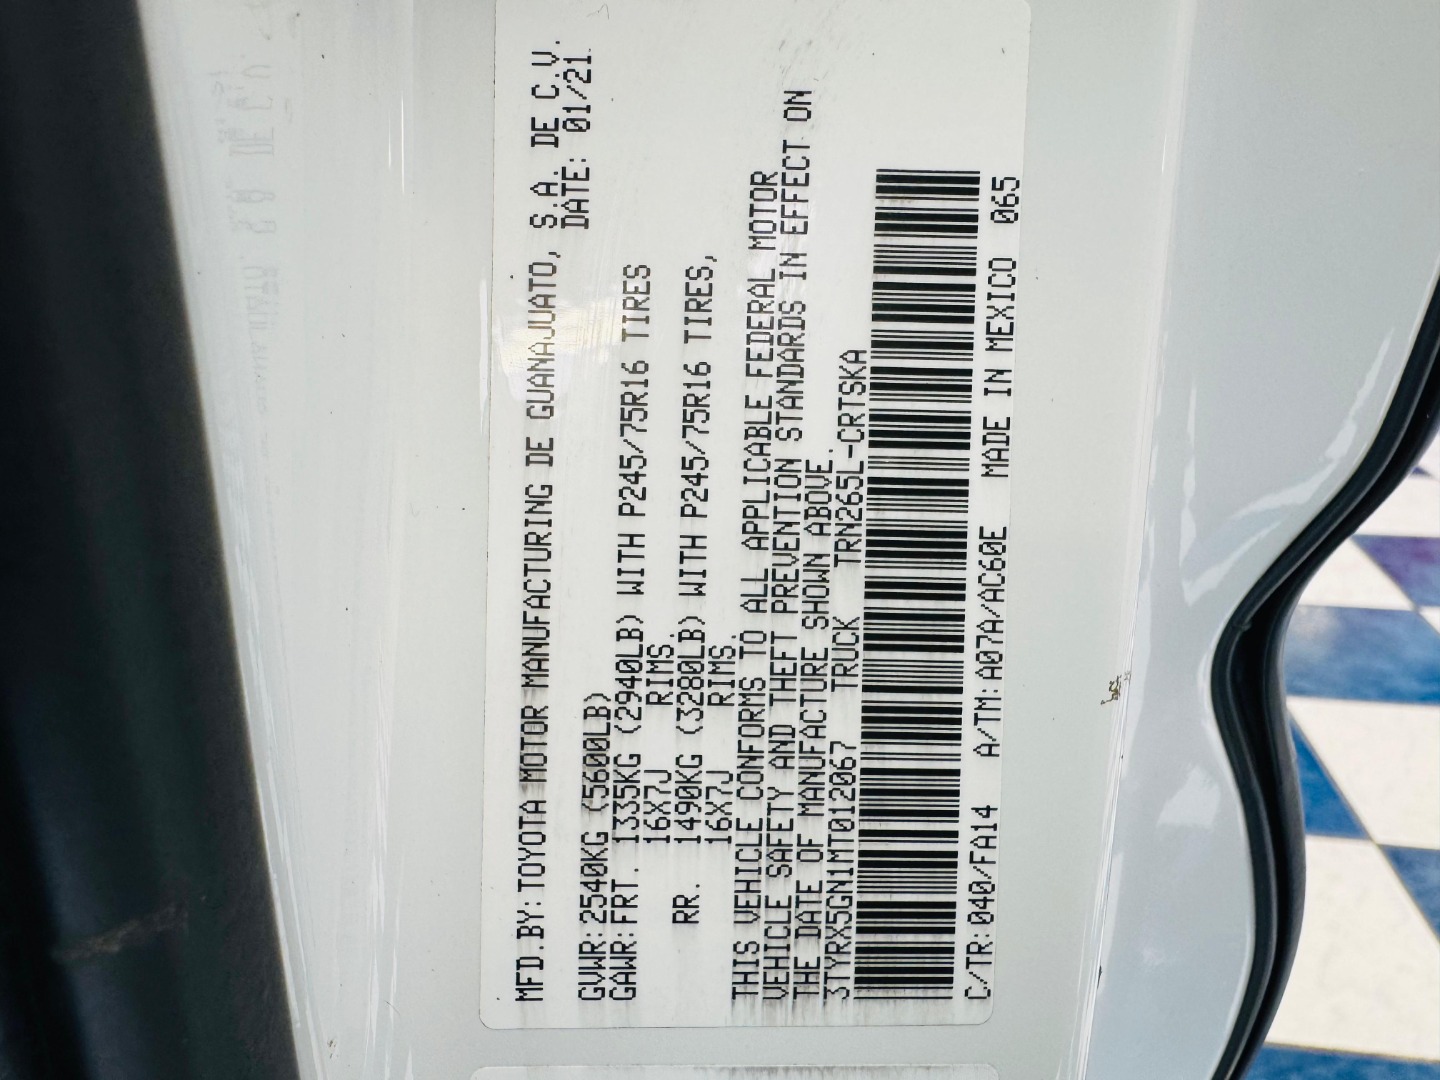 MFD.BY:TOYOTA MOTOR MANUFACTURING DE GUANAJUATO, S.A. DE C.V.
DATE: 01/21
GVWR:2540KG (5600LB)
GAWR:FRT. 1335KG (2940LB) WITH P245/75R16 TIRES
16X7J RIMS.
RR. 1490KG (3280LB) WITH P245/75R16 TIRES,
16X7J RIMS.
THIS VEHICLE CONFORMS TO ALL APPLICABLE FEDERAL MOTOR
VEHICLE SAFETY AND THEFT PREVENTION STANDARDS IN EFFECT ON
THE DATE OF MANUFACTURE SHOWN ABOVE.
3TYRX5GN1MT012067 TRUCK TRN265L-CRTSKA
C/TR:040/FA14 A/TM:A07A/AC60E MADE IN MEXICO 065